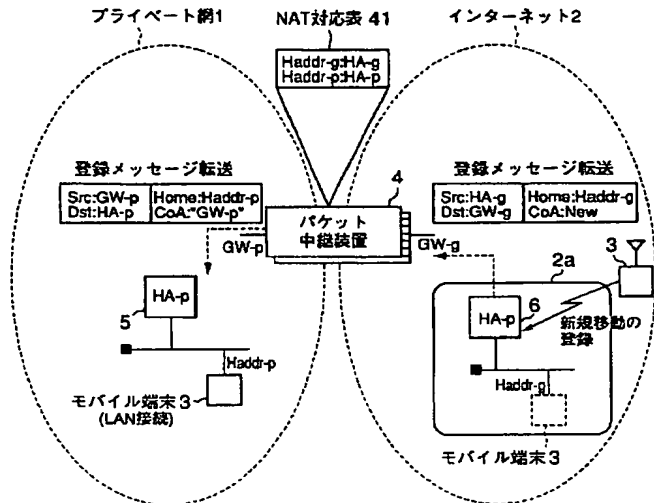 プライベート網1
NAT対応表 41
インターネット2
Haddr-g:HA-g
Haddr-p:HA-p
登録メッセージ転送
Src:GW-p
Dst:HA-p
Home:Haddr-p
CoA:"GW-p"
4
パケット
中継装置
GW-p
GW-g
登録メッセージ転送
Src:HA-g
Dst:GW-g
Home:Haddr-g
CoA:New
3
2a
HA-p
5
HA-p
6
新規移動の
登録
Haddr-p
モバイル端末3
(LAN接続)
Haddr-g
モバイル端末3